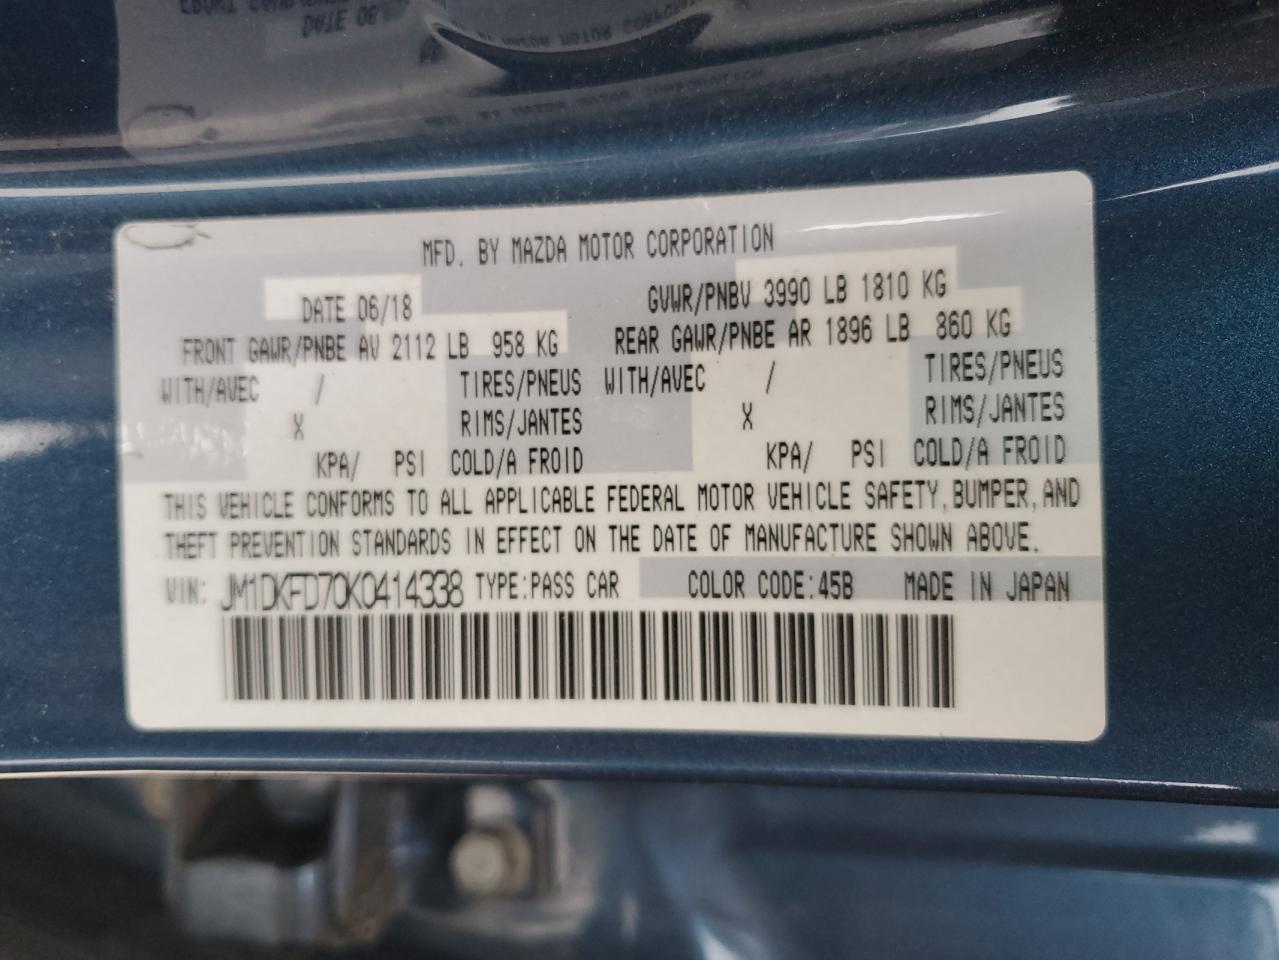 MFD. BY MAZDA MOTOR CORPORATION
DATE 06/18 GVWR/PNBV 3990 LB 1810 KG
FRONT GAWR/PNBE AV 2112 LB 958 KG REAR GAWR/PNBE AR 1896 LB 860 KG
WITH/AVEC / TIRES/PNEUS WITH/AVEC / TIRES/PNEUS
X RIMS/JANTES X RIMS/JANTES
KPA/ PSI COLD/A FROID KPA/ PSI COLD/A FROID
THIS VEHICLE CONFORMS TO ALL APPLICABLE FEDERAL MOTOR VEHICLE SAFETY, BUMPER, AND
THEFT PREVENTION STANDARDS IN EFFECT ON THE DATE OF MANUFACTURE SHOWN ABOVE.
VIN: JM1DKFD70K0414338 TYPE:PASS CAR COLOR CODE:45B MADE IN JAPAN